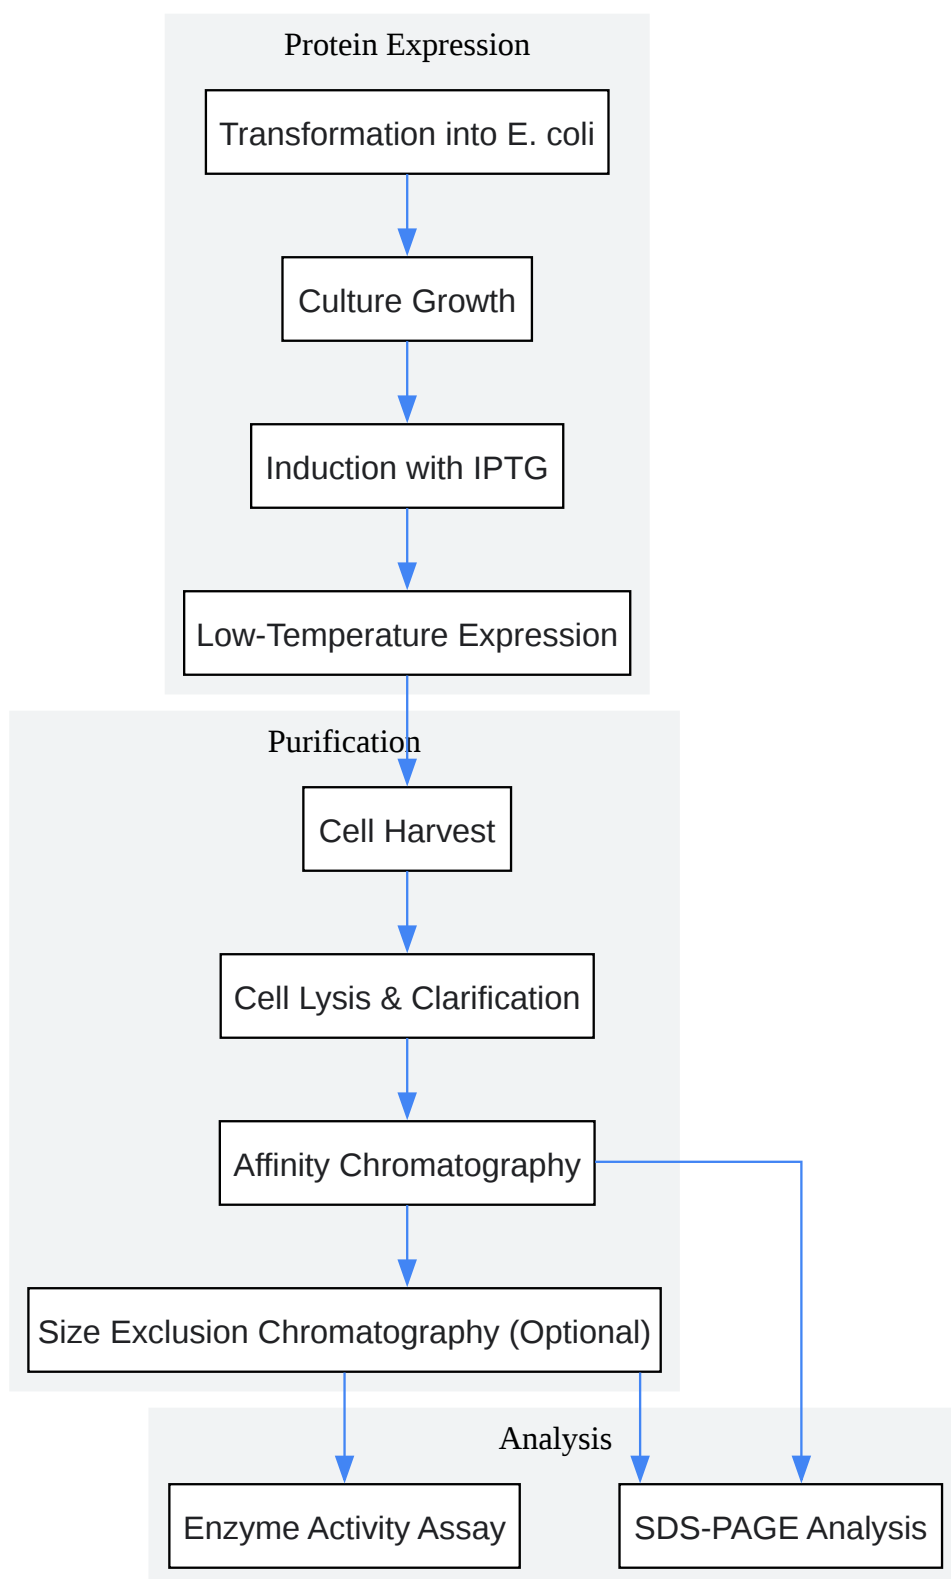 Protein Expression
Transformation into E. coli
Culture Growth
Induction with IPTG
Low-Temperature Expression
Purification
Cell Harvest
Cell Lysis & Clarification
Affinity Chromatography
Size Exclusion Chromatography (Optional)
Analysis
Enzyme Activity Assay
SDS-PAGE Analysis